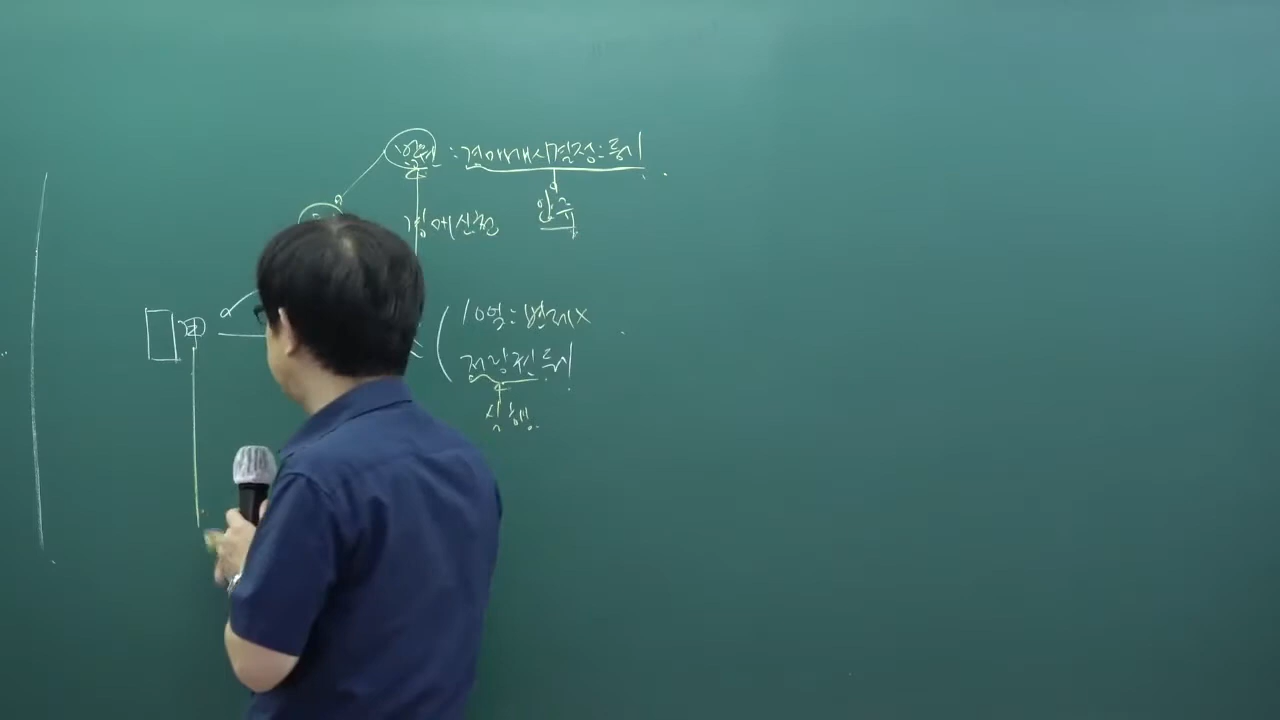 : 경매개시결정등기
압류
경매신청
10억: 변제X
저당권 등기
실행
甲